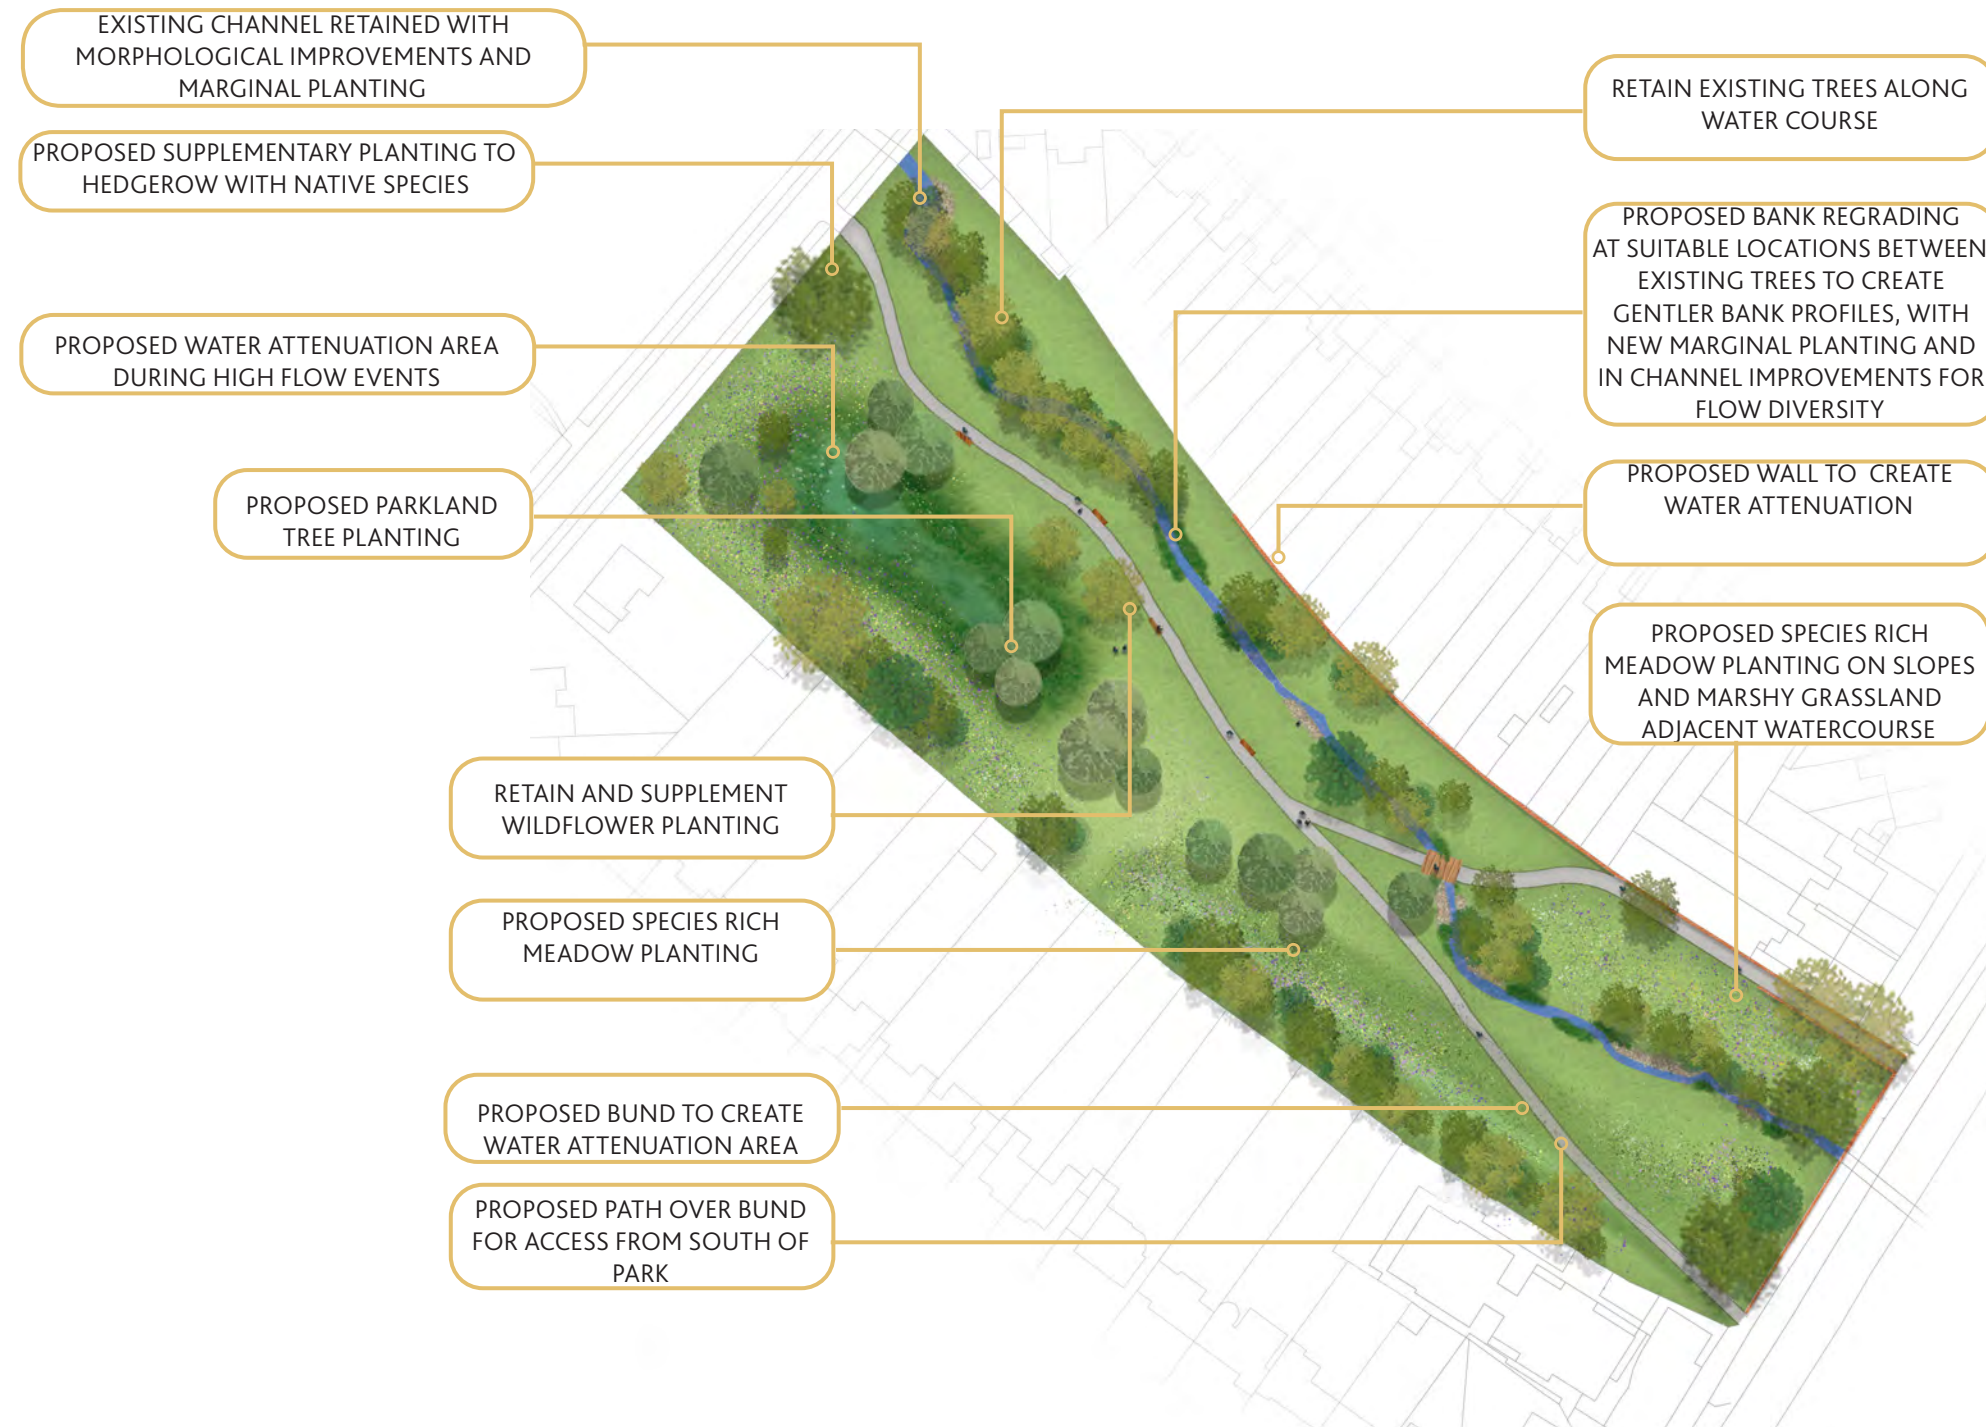 EXISTING CHANNEL RETAINED WITH
MORPHOLOGICAL IMPROVEMENTS AND
MARGINAL PLANTING
PROPOSED SUPPLEMENTARY PLANTING TO
HEDGEROW WITH NATIVE SPECIES
PROPOSED WATER ATTENUATION AREA
DURING HIGH FLOW EVENTS
PROPOSED PARKLAND
TREE PLANTING
RETAIN AND SUPPLEMENT
WILDFLOWER PLANTING
PROPOSED SPECIES RICH
MEADOW PLANTING
PROPOSED BUND TO CREATE
WATER ATTENUATION AREA
PROPOSED PATH OVER BUND
FOR ACCESS FROM SOUTH OF
PARK
RETAIN EXISTING TREES ALONG
WATER COURSE
PROPOSED BANK REGRADING
AT SUITABLE LOCATIONS BETWEEN
EXISTING TREES TO CREATE
GENTLER BANK PROFILES, WITH
NEW MARGINAL PLANTING AND
IN CHANNEL IMPROVEMENTS FOR
FLOW DIVERSITY
PROPOSED WALL TO CREATE
WATER ATTENUATION
PROPOSED SPECIES RICH
MEADOW PLANTING ON SLOPES
AND MARSHY GRASSLAND
ADJACENT WATERCOURSE